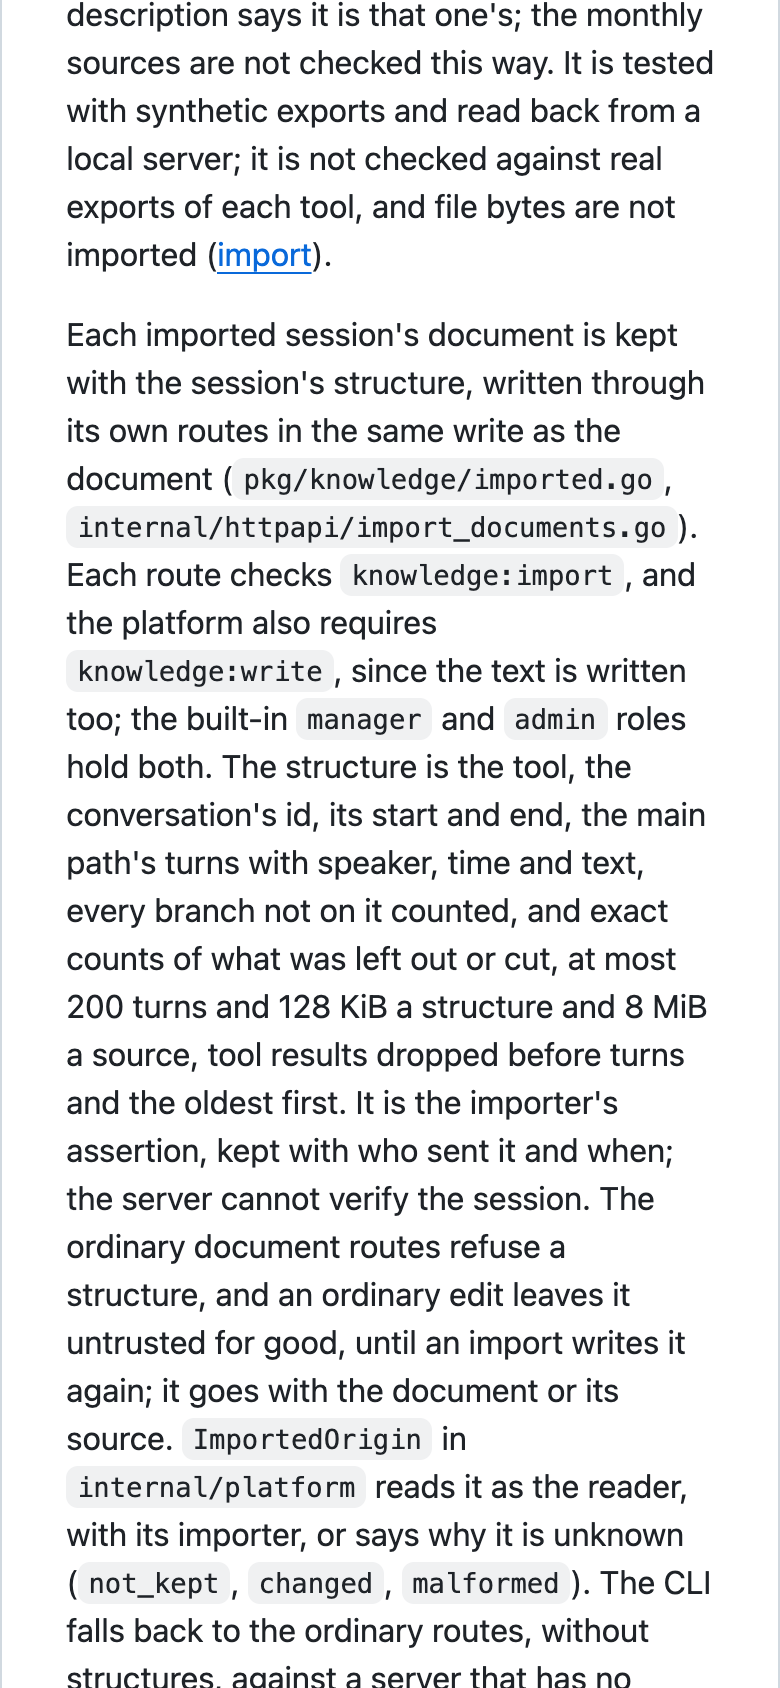 description says it is that one's; the monthly
sources are not checked this way. It is tested
with synthetic exports and read back from a
local server; it is not checked against real
exports of each tool, and file bytes are not
imported (import).
Each imported session's document is kept
with the session's structure, written through
its own routes in the same write as the
document ( pkg/knowledge/imported.go ,
internal/httpapi/import_documents.go ).
Each route checks knowledge:import , and
the platform also requires
knowledge:write , since the text is written
too; the built-in manager and admin roles
hold both. The structure is the tool, the
conversation's id, its start and end, the main
path's turns with speaker, time and text,
every branch not on it counted, and exact
counts of what was left out or cut, at most
200 turns and 128 KiB a structure and 8 MiB
a source, tool results dropped before turns
and the oldest first. It is the importer's
assertion, kept with who sent it and when;
the server cannot verify the session. The
ordinary document routes refuse a
structure, and an ordinary edit leaves it
untrusted for good, until an import writes it
again; it goes with the document or its
source. ImportedOrigin in
internal/platform reads it as the reader,
with its importer, or says why it is unknown
( not_kept , changed , malformed ). The CLI
falls back to the ordinary routes, without
structures, against a server that has no